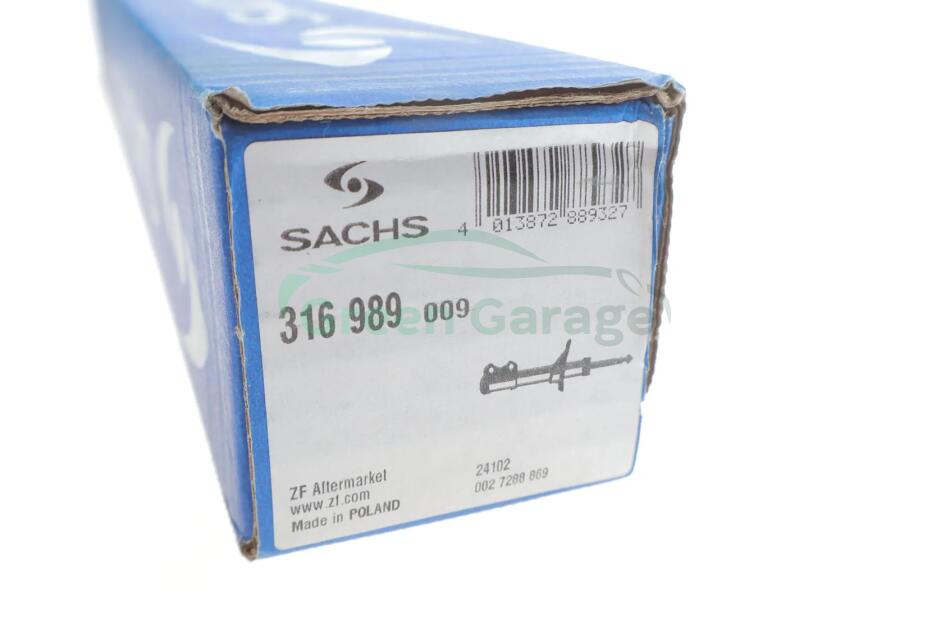 SACHS
4 013872 889327
316 989 009
Green Garage
ZF Aftermarket
www.zf.com
Made in POLAND
24102
002 7288 869